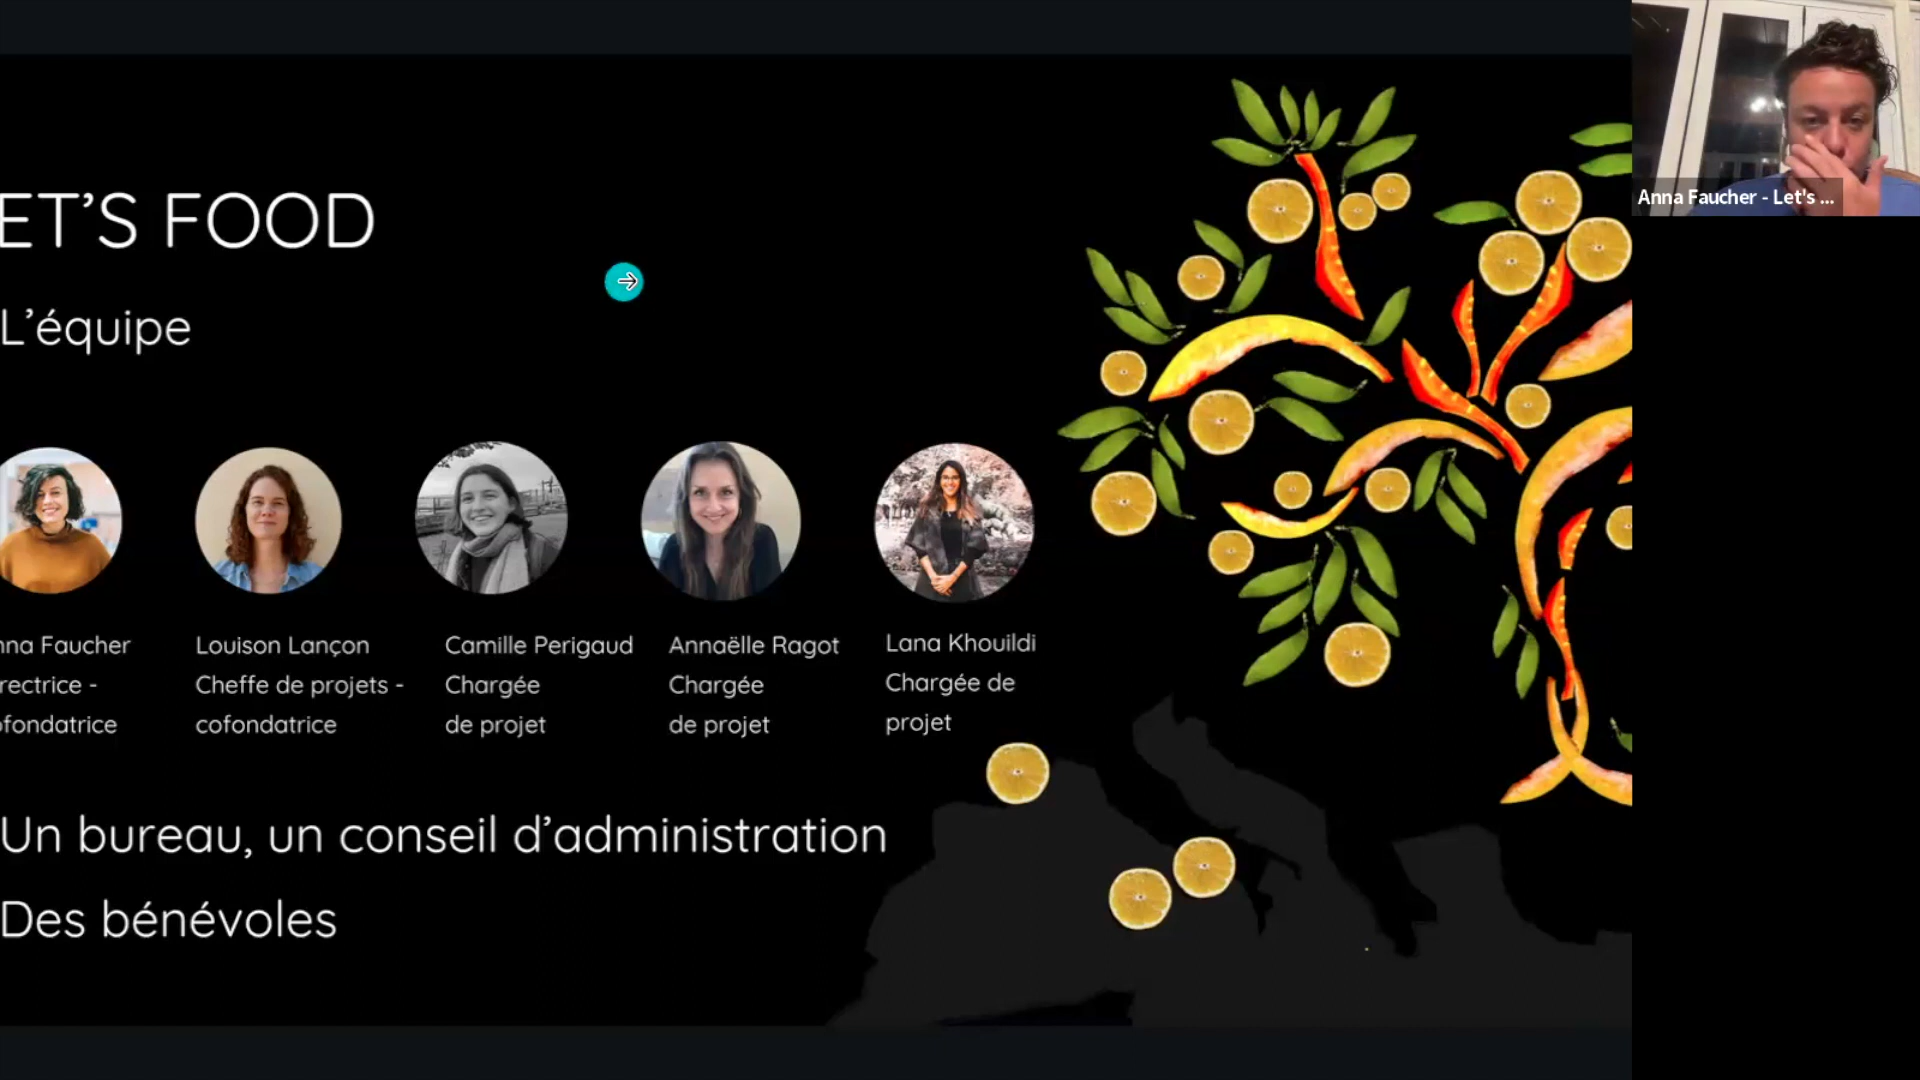 ET'S FOOD
L'équipe
nna Faucher
rectrice -
ofondatrice
Louison Lançon
Cheffe de projets -
cofondatrice
Camille Perigaud
Chargée
de projet
Annaëlle Ragot
Chargée
de projet
Lana Khouildi
Chargée de
projet
Un bureau, un conseil d'administration
Des bénévoles
Anna Faucher - Let's ...